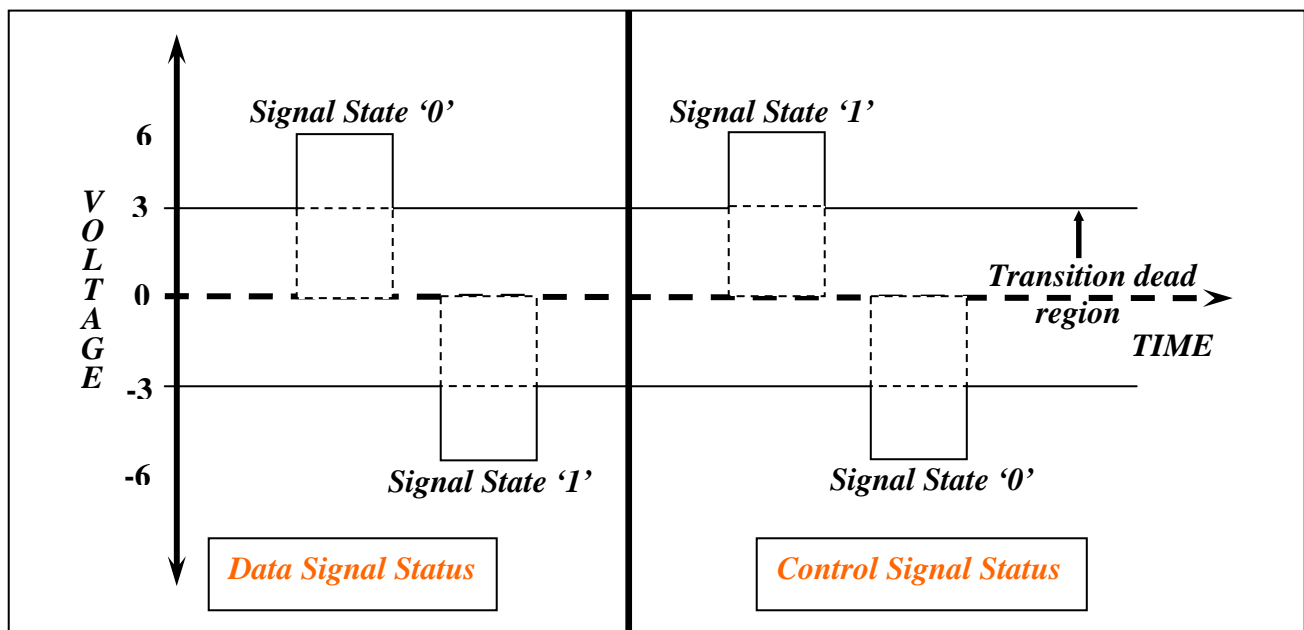 Signal State ‘0’
Signal State ‘1’
6
VOLTAGE
3
Transition dead
region
0
TIME
-3
Signal State ‘1’
Signal State ‘0’
-6
Data Signal Status
Control Signal Status